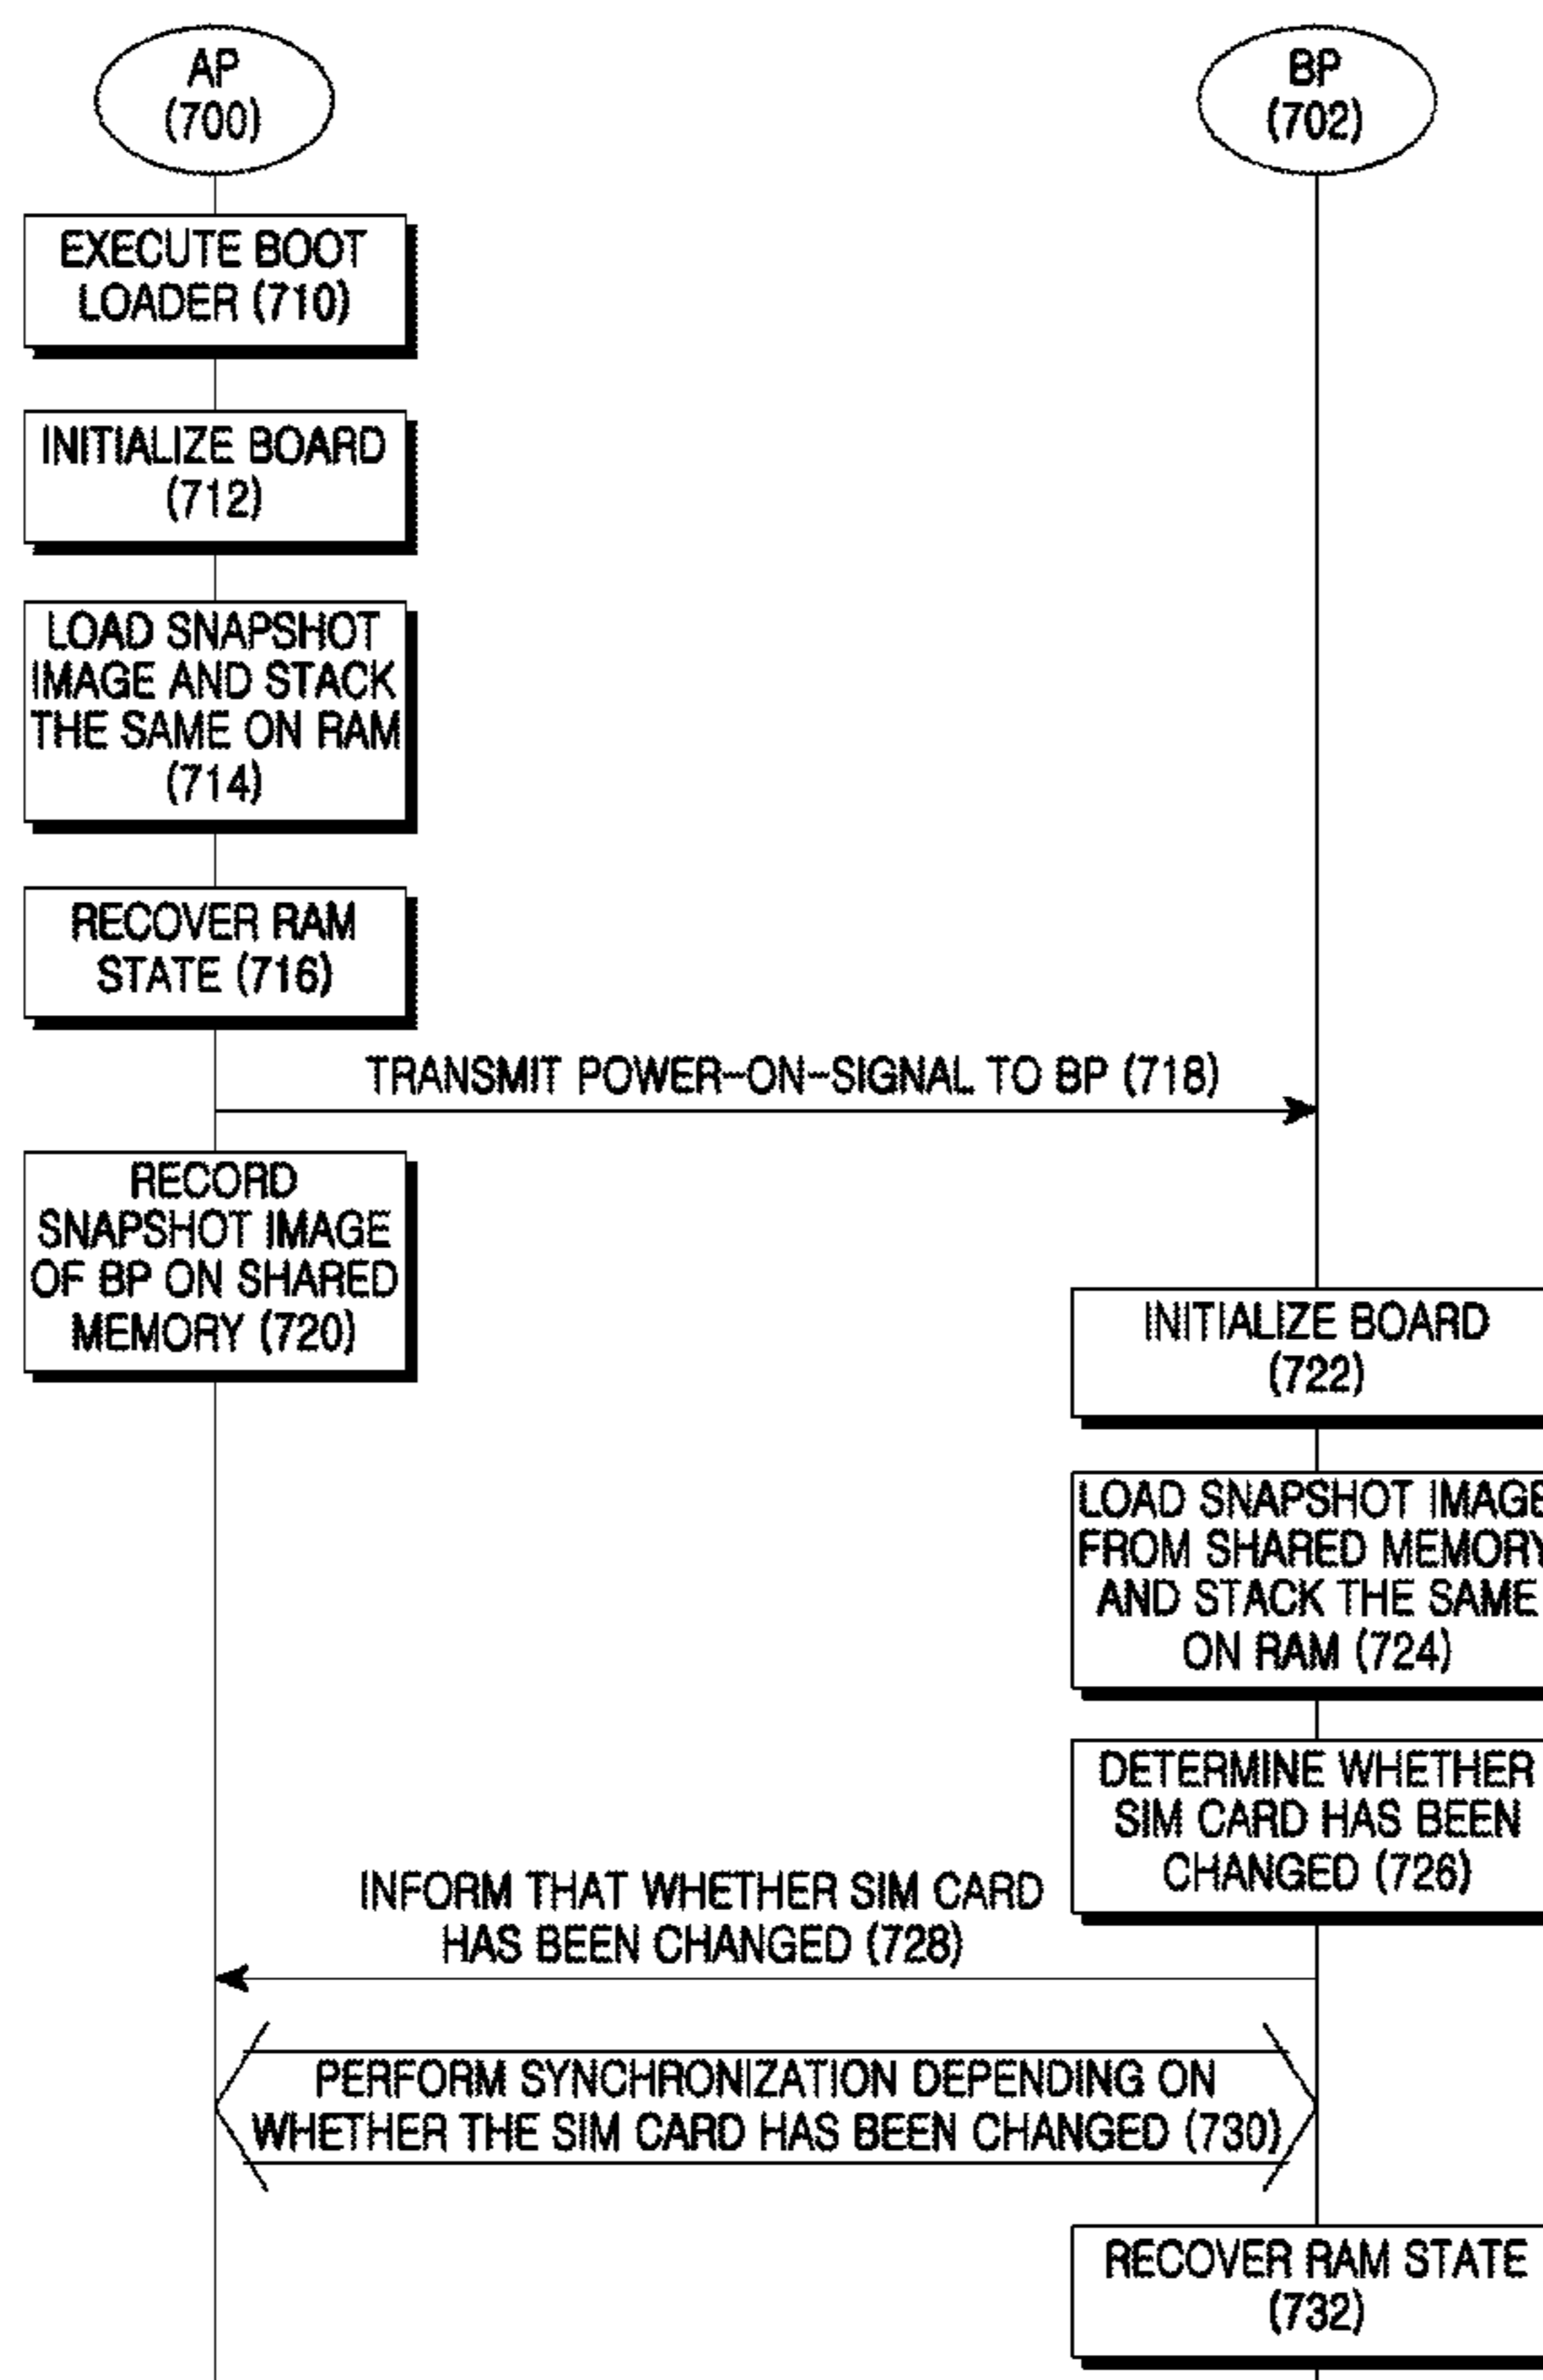 AP
(700)
BP
(702)
EXECUTE BOOT
LOADER (710)
INITIALIZE BOARD
(712)
LOAD SNAPSHOT
IMAGE AND STACK
THE SAME ON RAM
(714)
RECOVER RAM
STATE (716)
TRANSMIT POWER-ON-SIGNAL TO BP (718)
RECORD
SNAPSHOT IMAGE
OF BP ON SHARED
MEMORY (720)
INITIALIZE BOARD
(722)
LOAD SNAPSHOT IMAGE
FROM SHARED MEMORY
AND STACK THE SAME
ON RAM (724)
DETERMINE WHETHER
SIM CARD HAS BEEN
CHANGED (726)
INFORM THAT WHETHER SIM CARD
HAS BEEN CHANGED (728)
PERFORM SYNCHRONIZATION DEPENDING ON
WHETHER THE SIM CARD HAS BEEN CHANGED (730)
RECOVER RAM STATE
(732)